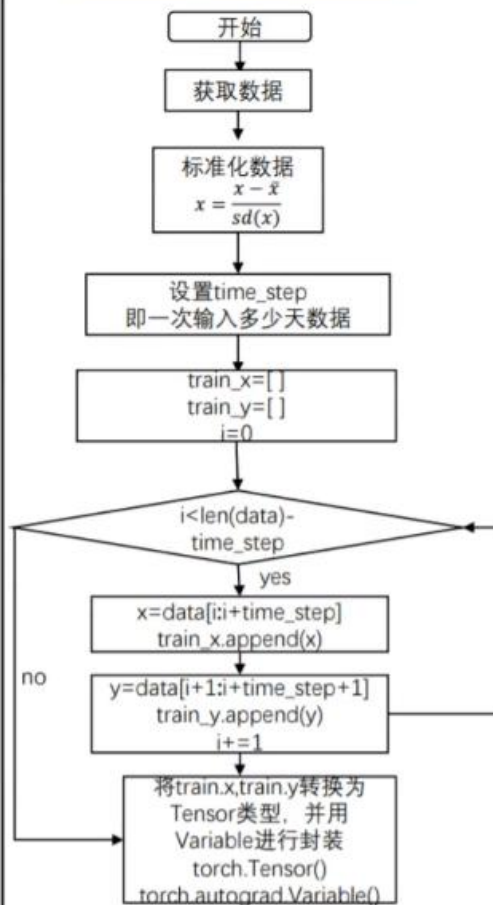 开始
获取数据
标准化数据
x = \frac{x - \bar{x}}{sd(x)}
设置time_step
即一次输入多少天数据
train_x=[ ]
train_y=[ ]
i=0
i<len(data)-
time_step
yes
x=data[i:i+time_step]
train_x.append(x)
no
y=data[i+1:i+time_step+1]
train_y.append(y)
i+=1
将train.x,train.y转换为
Tensor类型，并用
Variable进行封装
torch.Tensor()
torch.autograd.Variable()